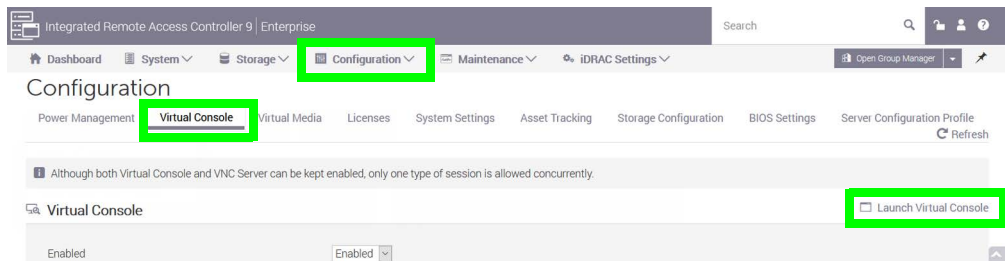 Integrated Remote Access Controller 9 | Enterprise Search
Dashboard System Storage Configuration Maintenance iDRAC Settings Open Group Manager
Configuration
Power Management Virtual Console Virtual Media Licenses System Settings Asset Tracking Storage Configuration BIOS Settings Server Configuration Profile
Refresh
Although both Virtual Console and VNC Server can be kept enabled, only one type of session is allowed concurrently.
Virtual Console Launch Virtual Console
Enabled Enabled